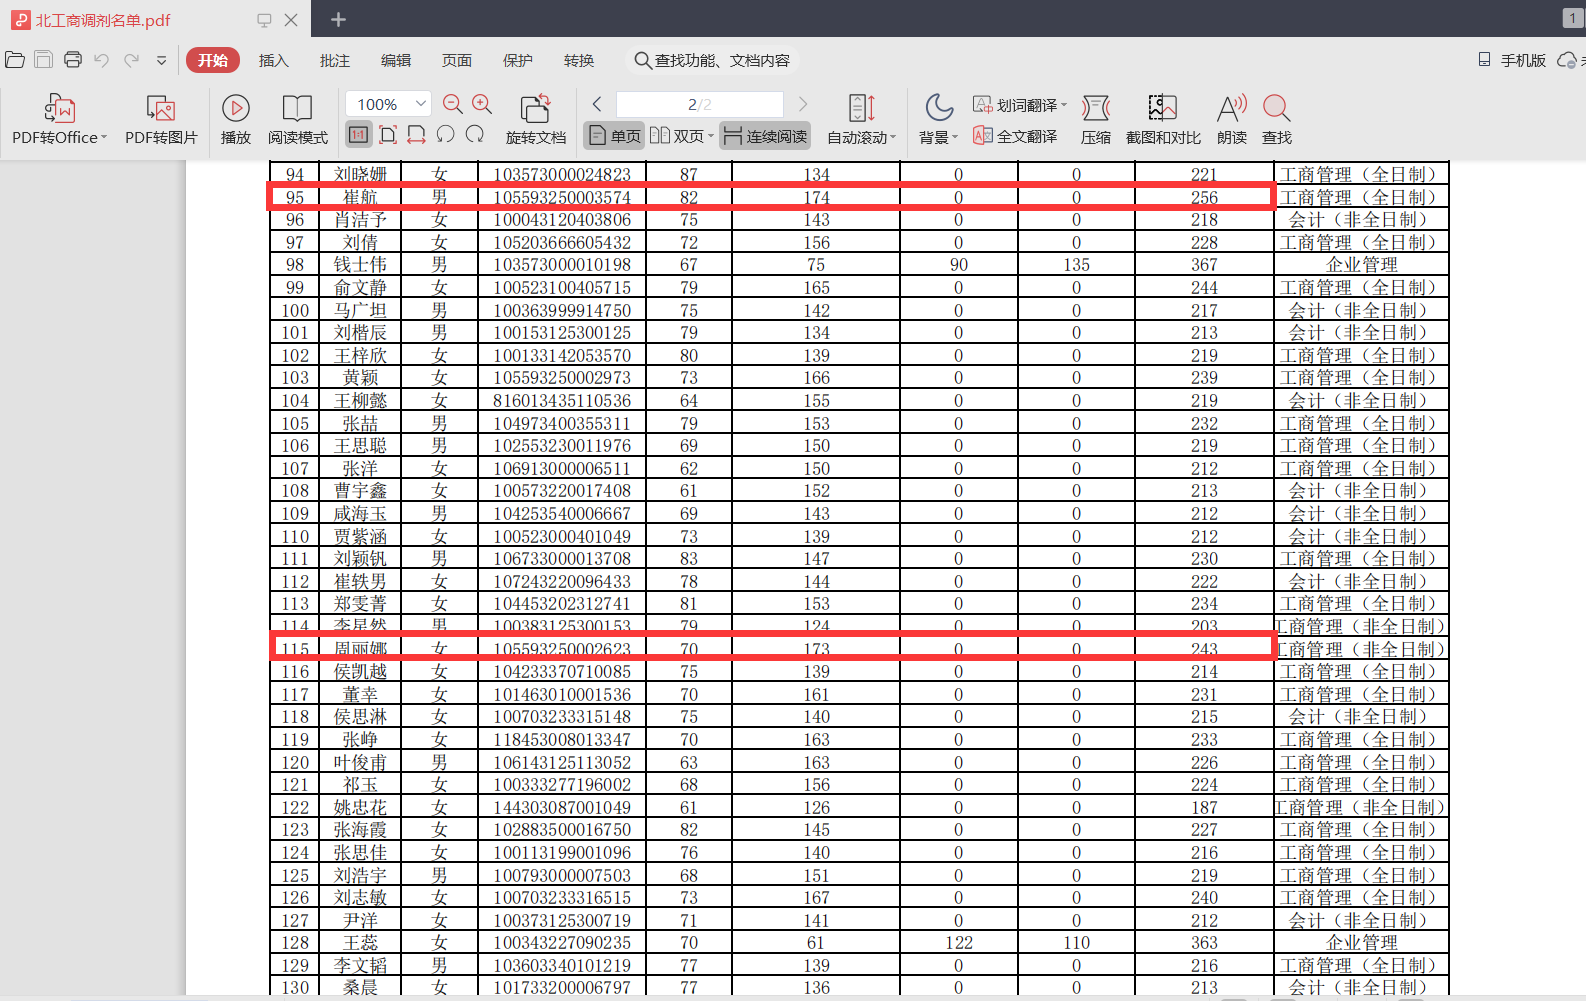 北工商调剂名单.pdf
1
开始 插入 批注 编辑 页面 保护 转换 查找功能、文档内容 手机版
PDF转Office PDF转图片 播放 阅读模式 100% 1:1 旋转文档 2/2 单页 双页 连续阅读 自动滚动 背景 划词翻译 全文翻译 压缩 截图和对比 朗读 查找
94 刘晓姗 女 103573000024823 87 134 0 0 221 工商管理（全日制）
95 崔航 男 105593250003574 82 174 0 0 256 工商管理（全日制）
96 肖洁予 女 100043120403806 75 143 0 0 218 会计（非全日制）
97 刘倩 女 105203666605432 72 156 0 0 228 工商管理（全日制）
98 钱士伟 男 103573000010198 67 75 90 135 367 企业管理
99 俞文静 女 100523100405715 79 165 0 0 244 工商管理（全日制）
100 马广坦 男 100363999914750 75 142 0 0 217 会计（非全日制）
101 刘楷辰 男 100153125300125 79 134 0 0 213 会计（非全日制）
102 王梓欣 女 100133142053570 80 139 0 0 219 工商管理（全日制）
103 黄颖 女 105593250002973 73 166 0 0 239 工商管理（全日制）
104 王柳懿 女 816013435110536 64 155 0 0 219 会计（非全日制）
105 张喆 男 104973400355311 79 153 0 0 232 工商管理（全日制）
106 王思聪 男 102553230011976 69 150 0 0 219 工商管理（全日制）
107 张洋 女 106913000006511 62 150 0 0 212 工商管理（全日制）
108 曹宇鑫 女 100573220017408 61 152 0 0 213 会计（非全日制）
109 咸海玉 男 104253540006667 69 143 0 0 212 会计（非全日制）
110 贾紫涵 女 100523000401049 73 139 0 0 212 会计（非全日制）
111 刘颖钒 男 106733000013708 83 147 0 0 230 工商管理（全日制）
112 崔轶男 女 107243220096433 78 144 0 0 222 会计（非全日制）
113 郑雯菁 女 104453202312741 81 153 0 0 234 工商管理（全日制）
114 李星然 男 100383125300153 79 124 0 0 203 工商管理（非全日制）
115 周丽娜 女 105593250002623 70 173 0 0 243 工商管理（非全日制）
116 侯凯越 女 104233370710085 75 139 0 0 214 工商管理（全日制）
117 董幸 女 101463010001536 70 161 0 0 231 工商管理（全日制）
118 侯思淋 女 100703233315148 75 140 0 0 215 会计（非全日制）
119 张峥 女 118453008013347 70 163 0 0 233 工商管理（全日制）
120 叶俊甫 男 106143125113052 63 163 0 0 226 工商管理（全日制）
121 祁玉 女 100333277196002 68 156 0 0 224 工商管理（全日制）
122 姚忠花 女 144303087001049 61 126 0 0 187 工商管理（非全日制）
123 张海霞 女 102883500016750 82 145 0 0 227 工商管理（全日制）
124 张思佳 女 100113199001096 76 140 0 0 216 工商管理（全日制）
125 刘浩宇 男 100793000007503 68 151 0 0 219 工商管理（全日制）
126 刘志敏 女 100703233316515 73 167 0 0 240 工商管理（全日制）
127 尹洋 女 100373125300719 71 141 0 0 212 会计（非全日制）
128 王蕊 女 100343227090235 70 61 122 110 363 企业管理
129 李文韬 男 103603340101219 77 139 0 0 216 工商管理（全日制）
130 桑晨 女 101733200006797 77 136 0 0 213 会计（非全日制）